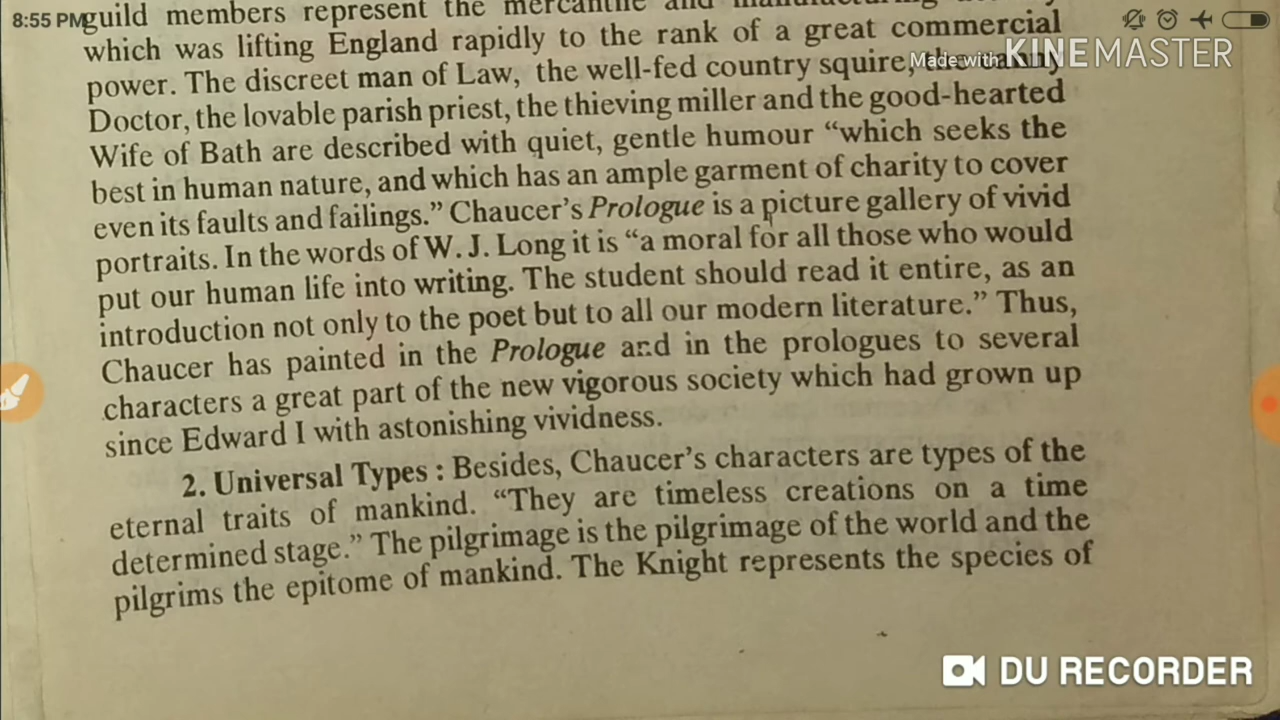 8:55 PM
guild members represent the mercantile and manufacturing
which was lifting England rapidly to the rank of a great commercial
Made with KINEMASTER
power. The discreet man of Law, the well-fed country squire, the canny
Doctor, the lovable parish priest, the thieving miller and the good-hearted
Wife of Bath are described with quiet, gentle humour “which seeks the
best in human nature, and which has an ample garment of charity to cover
even its faults and failings.” Chaucer’s Prologue is a picture gallery of vivid
portraits. In the words of W. J. Long it is “a moral for all those who would
put our human life into writing. The student should read it entire, as an
introduction not only to the poet but to all our modern literature.” Thus,
Chaucer has painted in the Prologue and in the prologues to several
characters a great part of the new vigorous society which had grown up
since Edward I with astonishing vividness.
2. Universal Types : Besides, Chaucer’s characters are types of the
eternal traits of mankind. “They are timeless creations on a time
determined stage.” The pilgrimage is the pilgrimage of the world and the
pilgrims the epitome of mankind. The Knight represents the species of
DU RECORDER